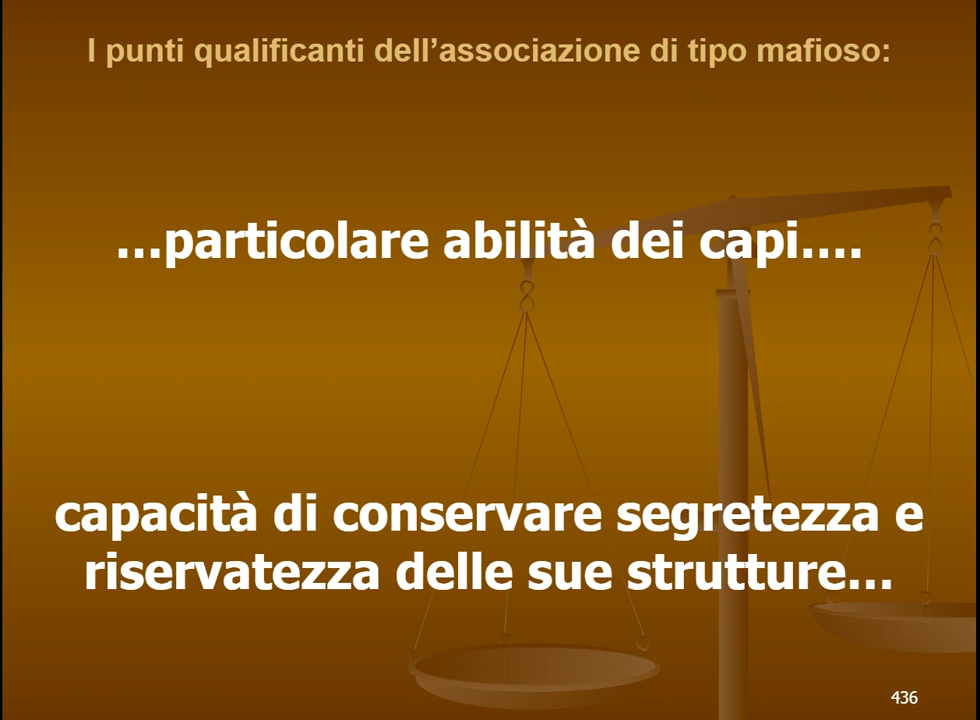 I punti qualificanti dell’associazione di tipo mafioso:
…particolare abilità dei capi….
capacità di conservare segretezza e
riservatezza delle sue strutture…
436